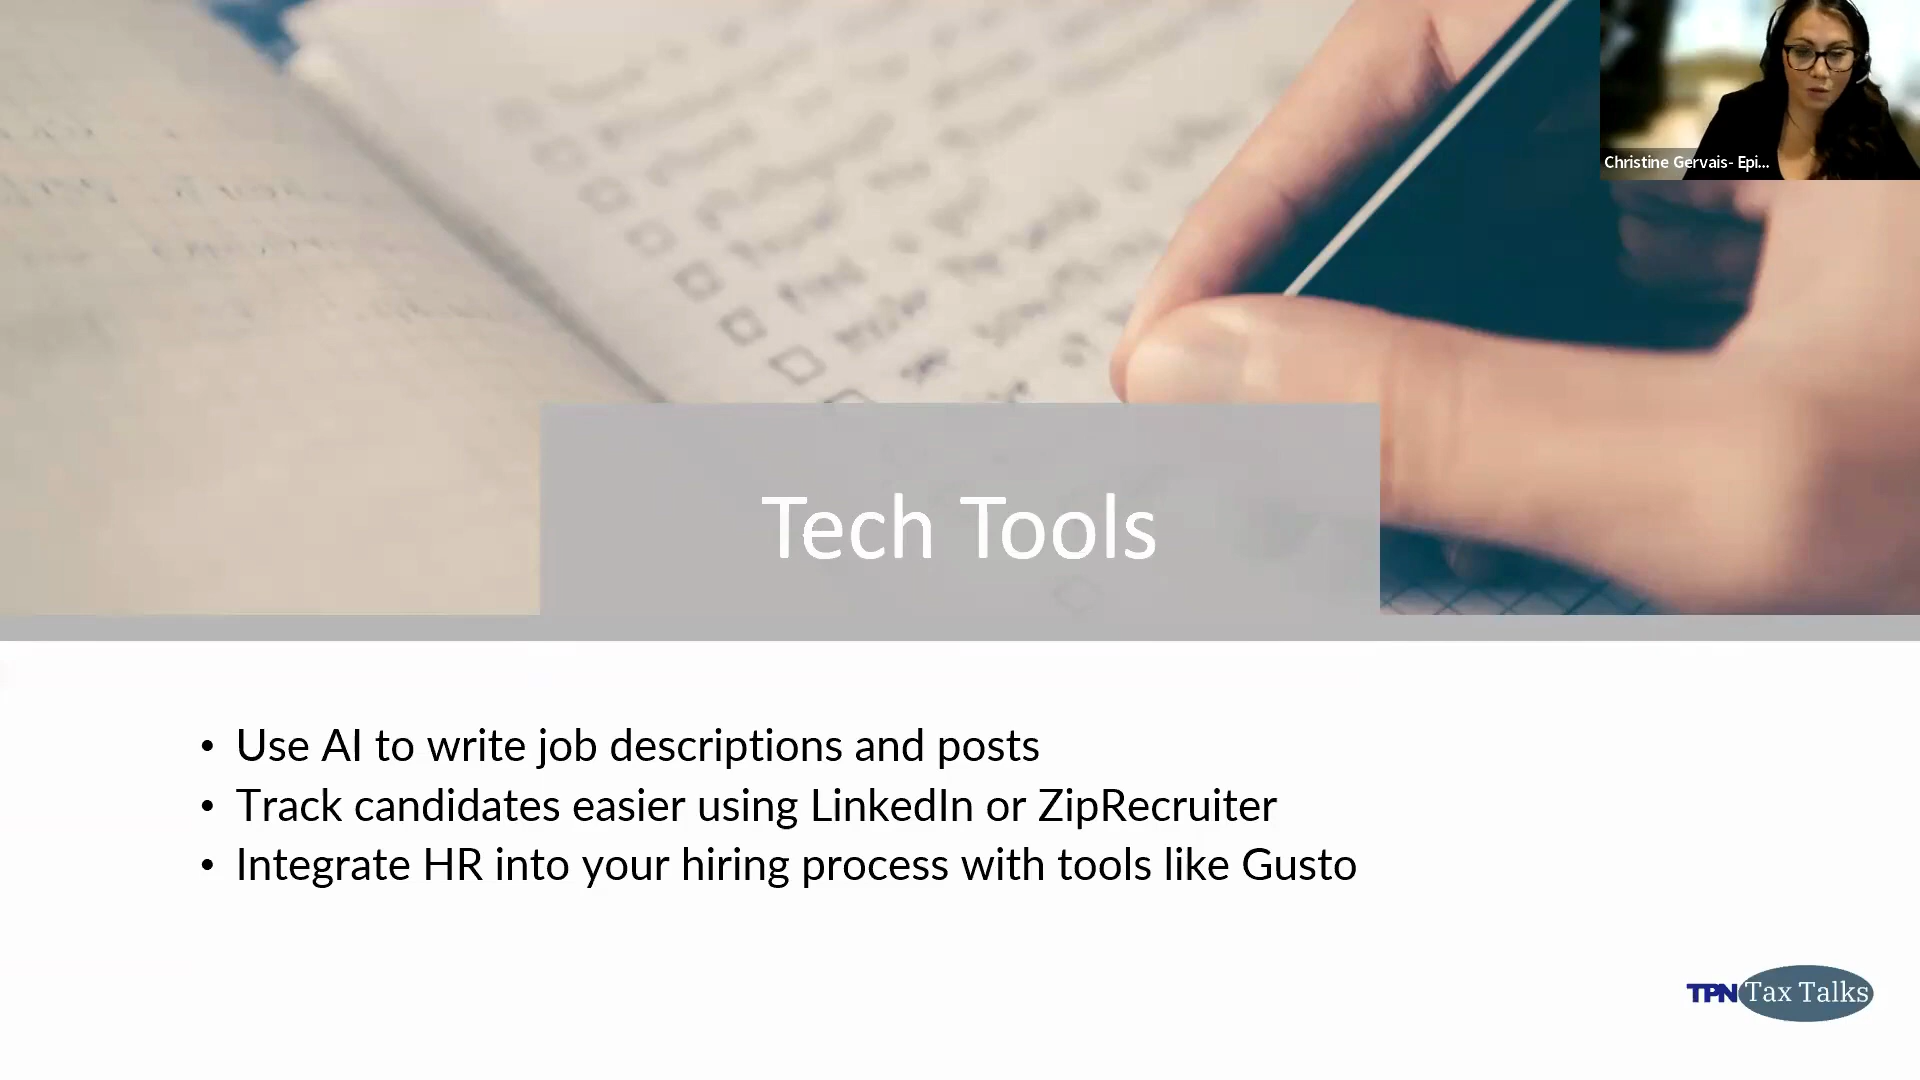 Christine Gervais- Epi...
Tech Tools
• Use AI to write job descriptions and posts
• Track candidates easier using LinkedIn or ZipRecruiter
• Integrate HR into your hiring process with tools like Gusto
TPN Tax Talks